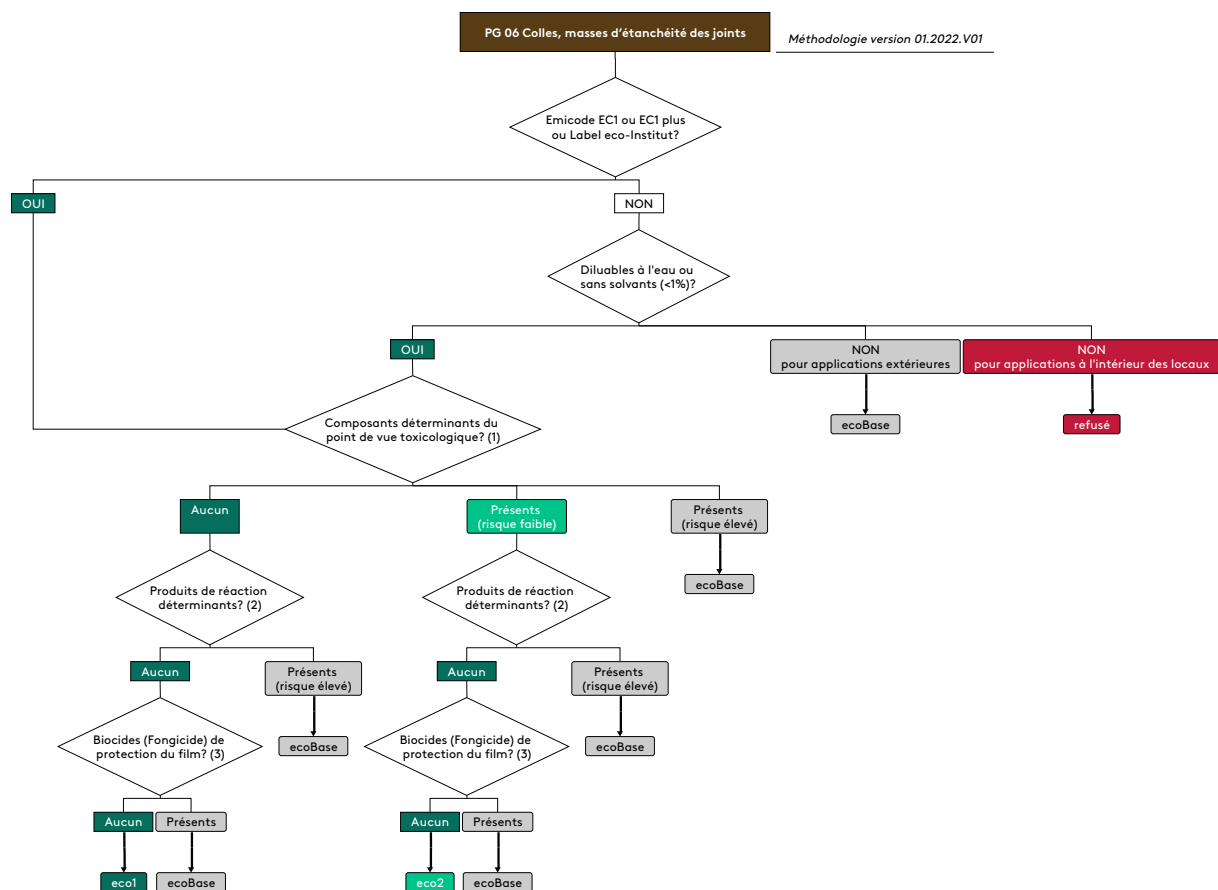 PG 06 Colles, masses d'étanchéité des joints
Méthodologie version 01.2022.V01
Emicode EC1 ou EC1 plus
ou Label eco-Institut?
OUI
NON
Diluables à l'eau ou
sans solvants (<1%)?
OUI
NON
pour applications extérieures
NON
pour applications à l'intérieur des locaux
ecoBase
refusé
Composants déterminants du
point de vue toxicologique? (1)
Aucun
Présents
(risque faible)
Présents
(risque élevé)
ecoBase
Produits de réaction
déterminants? (2)
Produits de réaction
déterminants? (2)
Aucun
Présents
(risque élevé)
Aucun
Présents
(risque élevé)
Biocides (Fongicide) de
protection du film? (3)
ecoBase
Biocides (Fongicide) de
protection du film? (3)
ecoBase
Aucun
Présents
Aucun
Présents
eco1
ecoBase
eco2
ecoBase